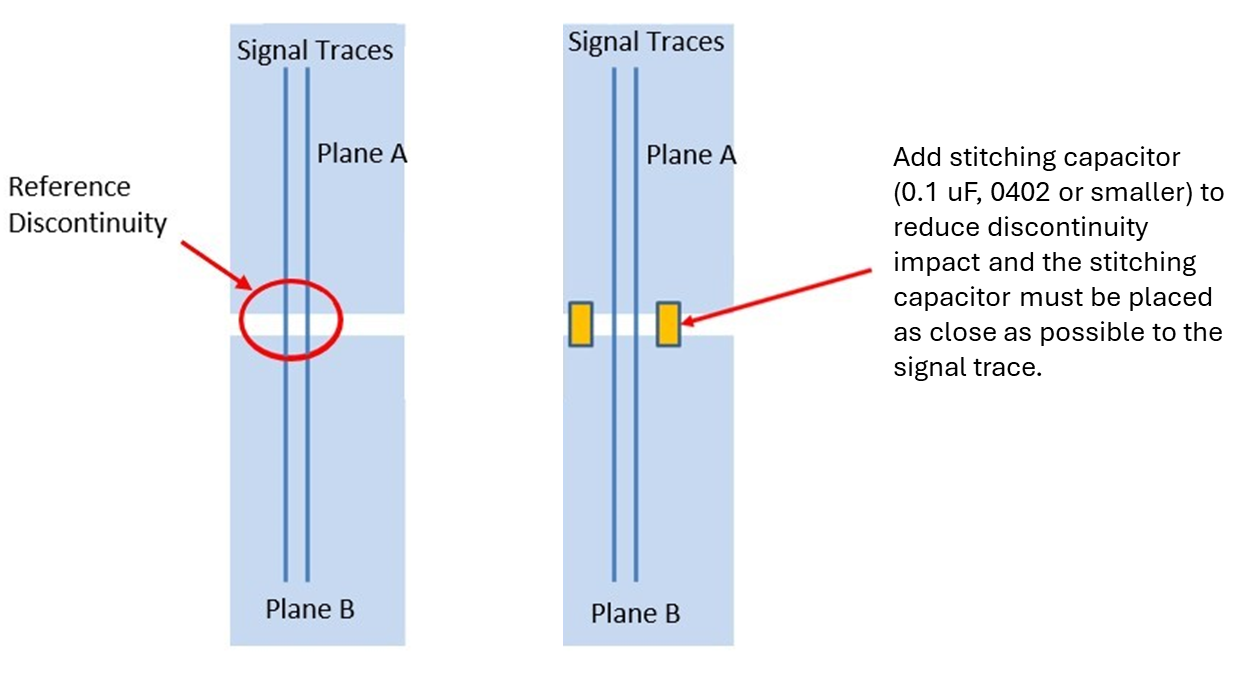 Signal Traces
Plane A
Reference
Discontinuity
Plane B
Signal Traces
Plane A
Plane B
Add stitching capacitor
(0.1 uF, 0402 or smaller) to
reduce discontinuity
impact and the stitching
capacitor must be placed
as close as possible to the
signal trace.